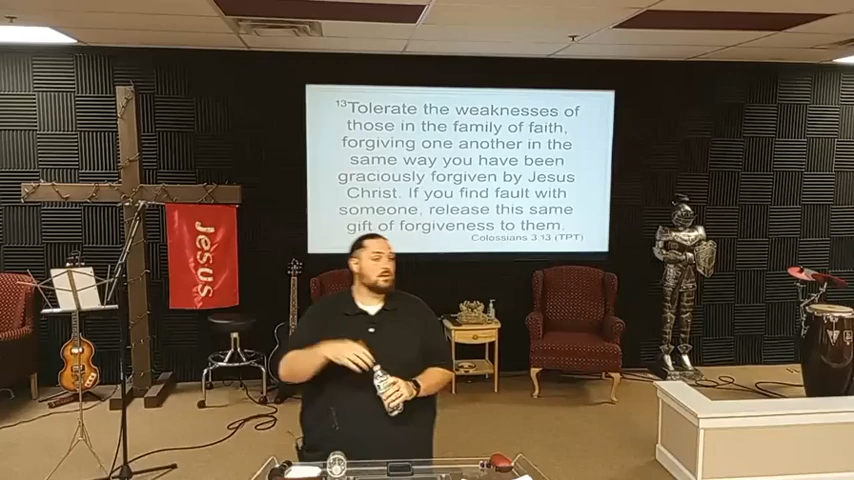 ¹³Tolerate the weaknesses of
those in the family of faith,
forgiving one another in the
same way you have been
graciously forgiven by Jesus
Christ. If you find fault with
someone, release this same
gift of forgiveness to them.
Colossians 3:13 (TPT)
JESUS